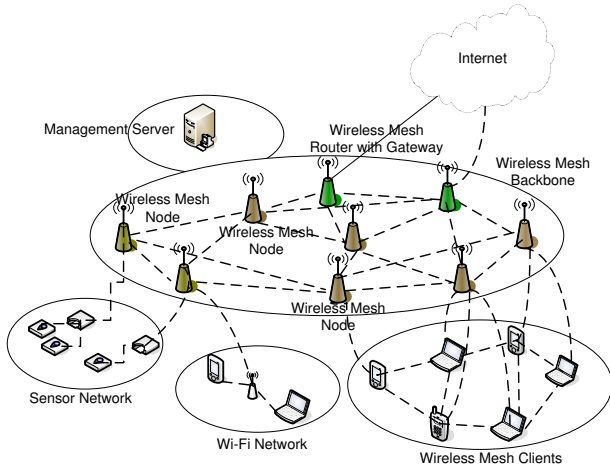 Internet
Management Server
Wireless Mesh
Router with Gateway
Wireless Mesh
Backbone
Wireless Mesh
Node
Wireless Mesh
Node
Wireless Mesh
Node
Sensor Network
Wi-Fi Network
Wireless Mesh Clients